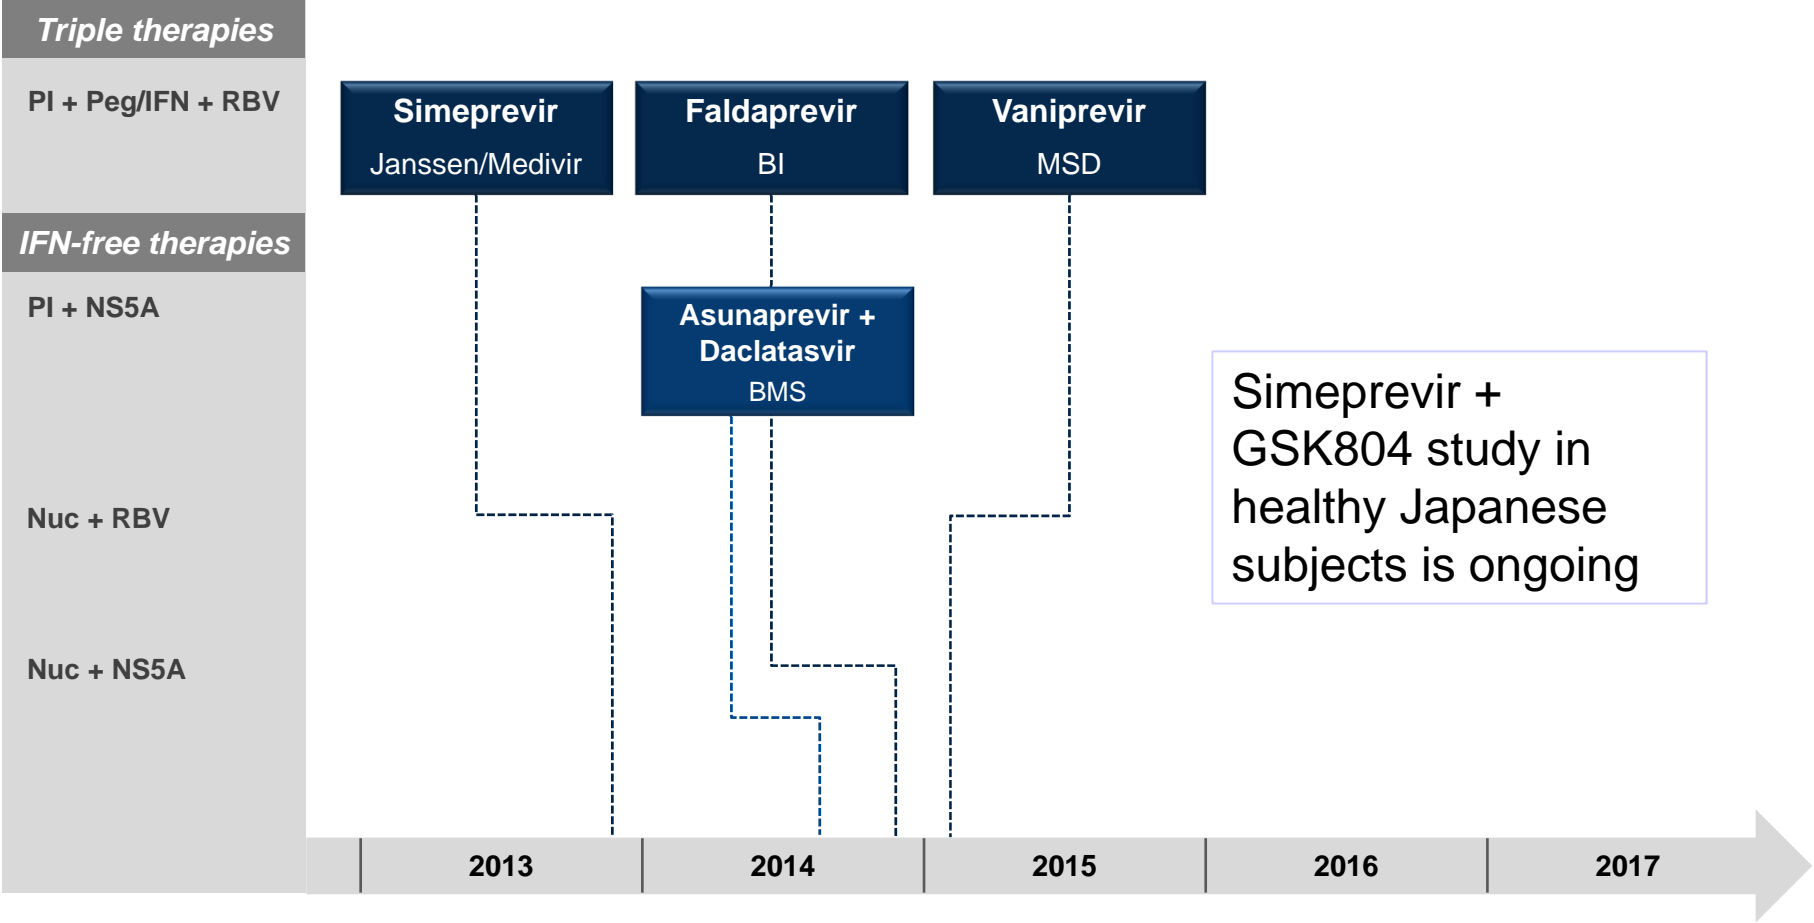 Triple therapies
PI + Peg/IFN + RBV
Simeprevir
Janssen/Medivir
Faldaprevir
BI
Vaniprevir
MSD
IFN-free therapies
PI + NS5A
Asunaprevir +
Daclatasvir
BMS
Simeprevir +
GSK804 study in
healthy Japanese
subjects is ongoing
Nuc + RBV
Nuc + NS5A
2013
2014
2015
2016
2017